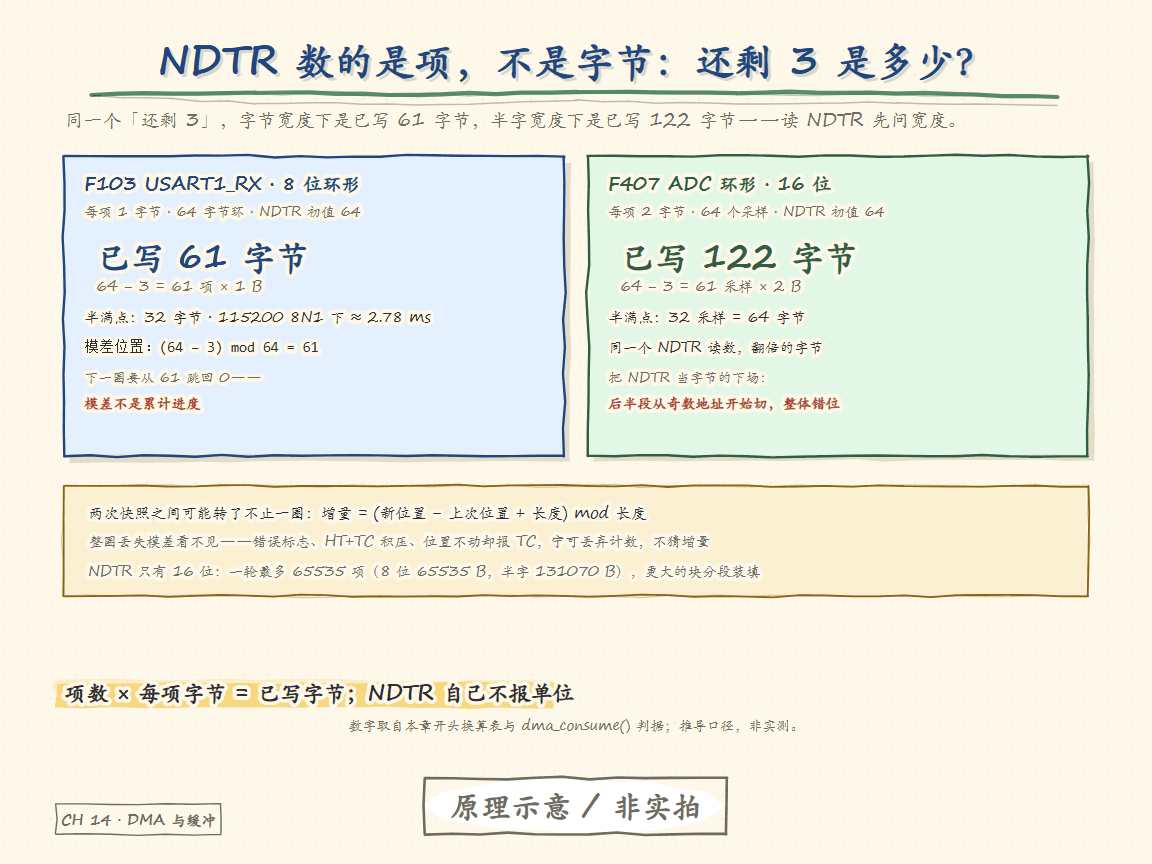 NDTR 数的是项，不是字节：还剩 3 是多少？
同一个「还剩 3」，字节宽度下是已写 61 字节，半字宽度下是已写 122 字节——读 NDTR 先问宽度。
F103 USART1_RX · 8 位环形
每项 1 字节 · 64 字节环 · NDTR 初值 64
已写 61 字节
64 − 3 = 61 项 × 1 B
半满点：32 字节 · 115200 8N1 下 ≈ 2.78 ms
模差位置：(64 − 3) mod 64 = 61
下一圈要从 61 跳回 0——
模差不是累计进度
F407 ADC 环形 · 16 位
每项 2 字节 · 64 个采样 · NDTR 初值 64
已写 122 字节
64 − 3 = 61 采样 × 2 B
半满点：32 采样 = 64 字节
同一个 NDTR 读数，翻倍的字节
把 NDTR 当字节的下场：
后半段从奇数地址开始切，整体错位
两次快照之间可能转了不止一圈：增量 = (新位置 − 上次位置 + 长度) mod 长度
整圈丢失模差看不见——错误标志、HT+TC 积压、位置不动却报 TC，宁可丢弃计数，不猜增量
NDTR 只有 16 位：一轮最多 65535 项（8 位 65535 B，半字 131070 B），更大的块分段装填
项数 × 每项字节 = 已写字节；NDTR 自己不报单位
数字取自本章开头换算表与 dma_consume() 判据；推导口径，非实测。
原理示意 / 非实拍
CH 14 · DMA 与缓冲